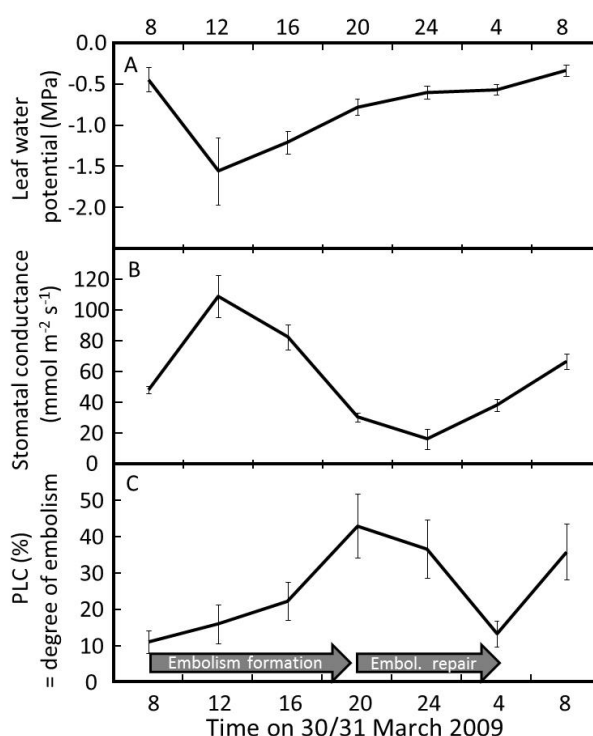 8 12 16 20 24 4 8
0.0
-0.5
-1.0
-1.5
-2.0
Leaf water
potential (MPa)
A
120
100
80
60
40
20
0
Stomatal conductance
(mmol m⁻² s⁻¹)
B
50
40
30
20
10
0
PLC (%)
= degree of embolism
C
Embolism formation
Embol. repair
8 12 16 20 24 4 8
Time on 30/31 March 2009